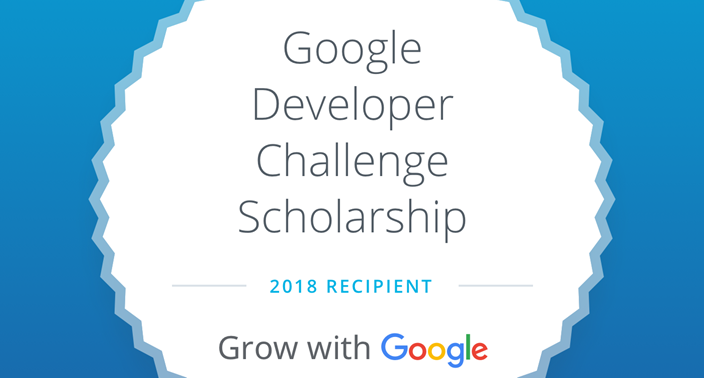 Google
Developer
Challenge
Scholarship
2018 RECIPIENT
Grow with Google